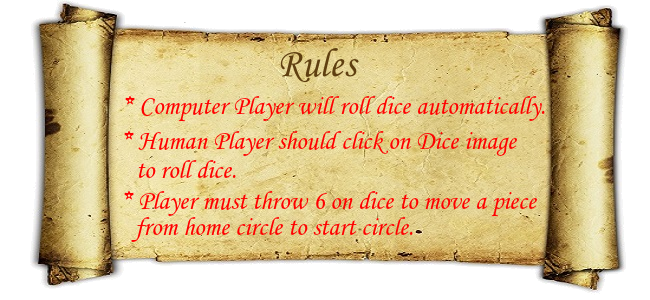 Rules
* Computer Player will roll dice automatically.
* Human Player should click on Dice image
to roll dice.
* Player must throw 6 on dice to move a piece
from home circle to start circle.